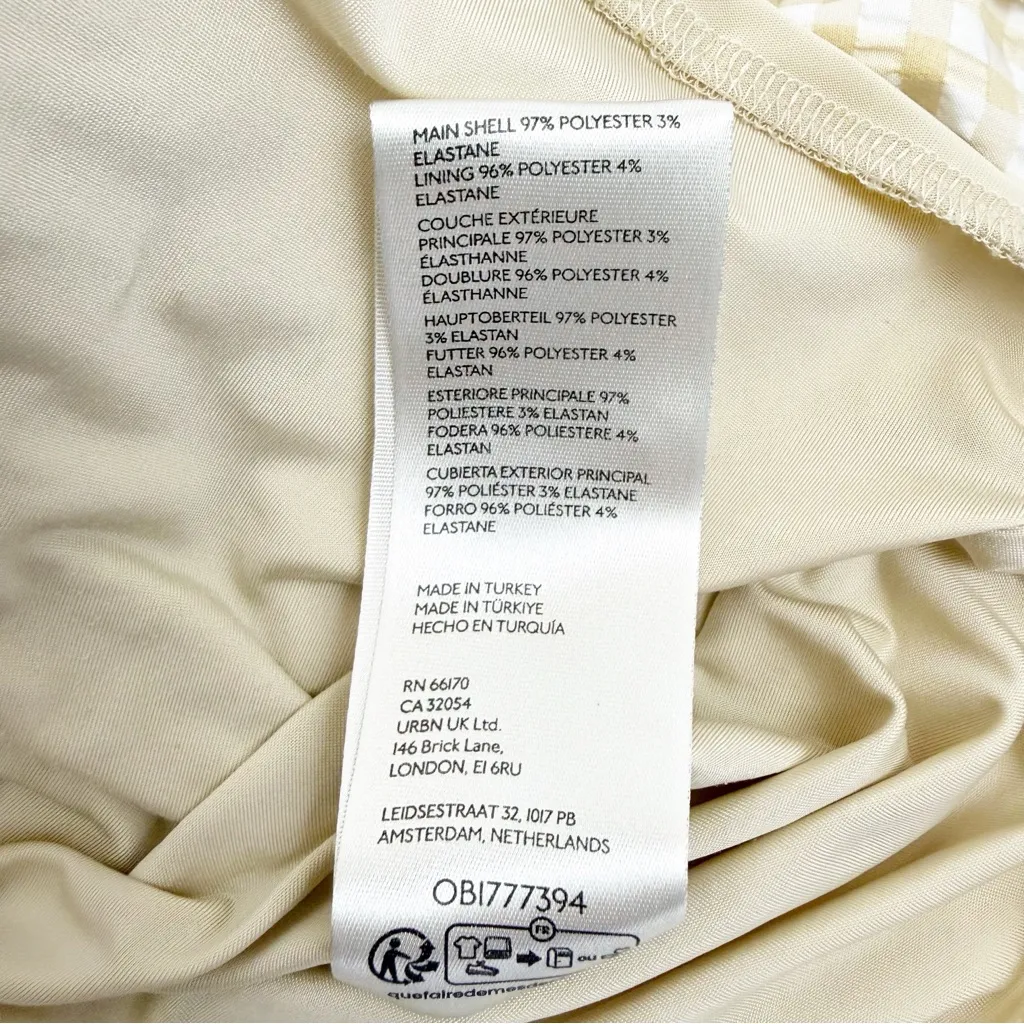 MAIN SHELL 97% POLYESTER 3%
ELASTANE
LINING 96% POLYESTER 4%
ELASTANE
COUCHE EXTÉRIEURE
PRINCIPALE 97% POLYESTER 3%
ÉLASTHANNE
DOUBLURE 96% POLYESTER 4%
ÉLASTHANNE
HAUPTOBERTEIL 97% POLYESTER
3% ELASTAN
FUTTER 96% POLYESTER 4%
ELASTAN
ESTERIORE PRINCIPALE 97%
POLIESTERE 3% ELASTAN
FODERA 96% POLIESTERE 4%
ELASTAN
CUBIERTA EXTERIOR PRINCIPAL
97% POLIÉSTER 3% ELASTANE
FORRO 96% POLIÉSTER 4%
ELASTANE
MADE IN TURKEY
MADE IN TÜRKIYE
HECHO EN TURQUÍA
RN 66170
CA 32054
URBN UK Ltd.
146 Brick Lane,
LONDON, E1 6RU
LEIDSESTRAAT 32, 1017 PB
AMSTERDAM, NETHERLANDS
OB1777394
FR
ou